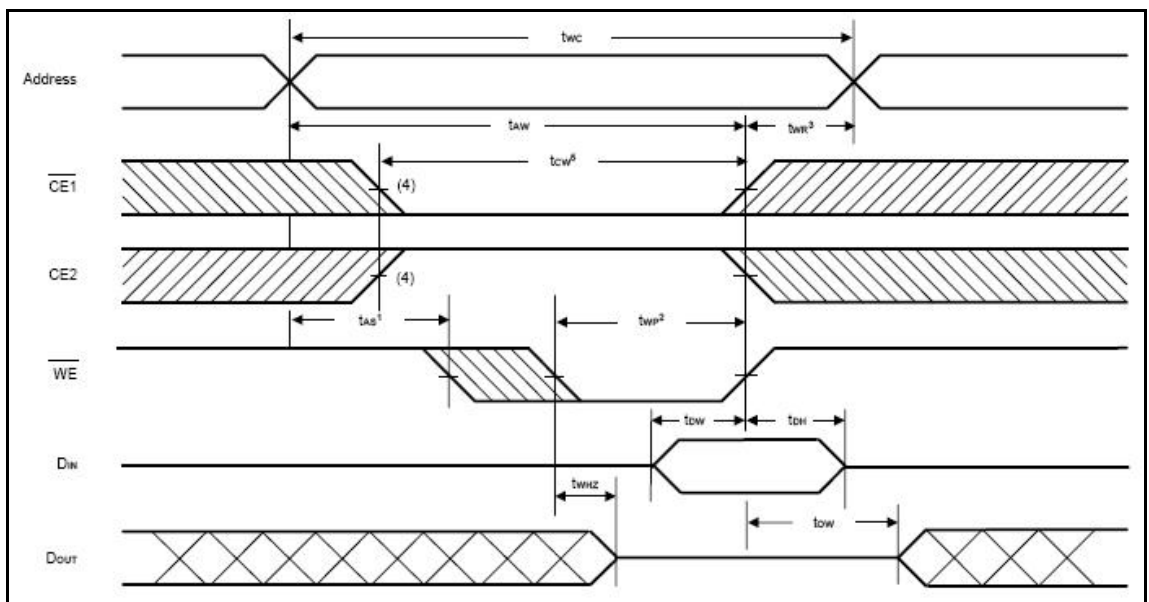 tWC
Address
tAW
tWR3
tCW5
CE1
(4)
CE2
(4)
tAS1
tWP2
WE
tDW
tDH
DIN
tWHZ
tOW
DOUT